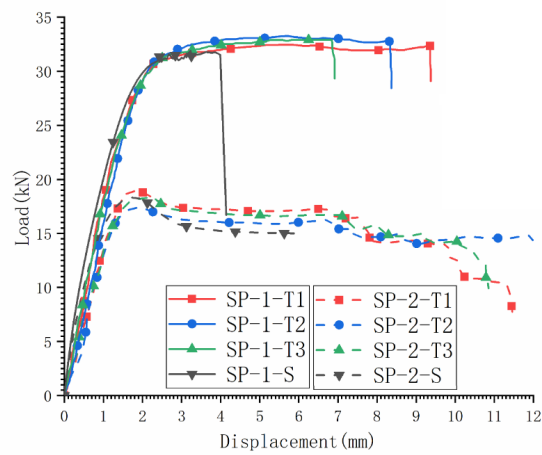 35
30
25
20
15
10
5
0
Load(kN)
0 1 2 3 4 5 6 7 8 9 10 11 12
Displacement(mm)
SP-1-T1 SP-2-T1
SP-1-T2 SP-2-T2
SP-1-T3 SP-2-T3
SP-1-S SP-2-S